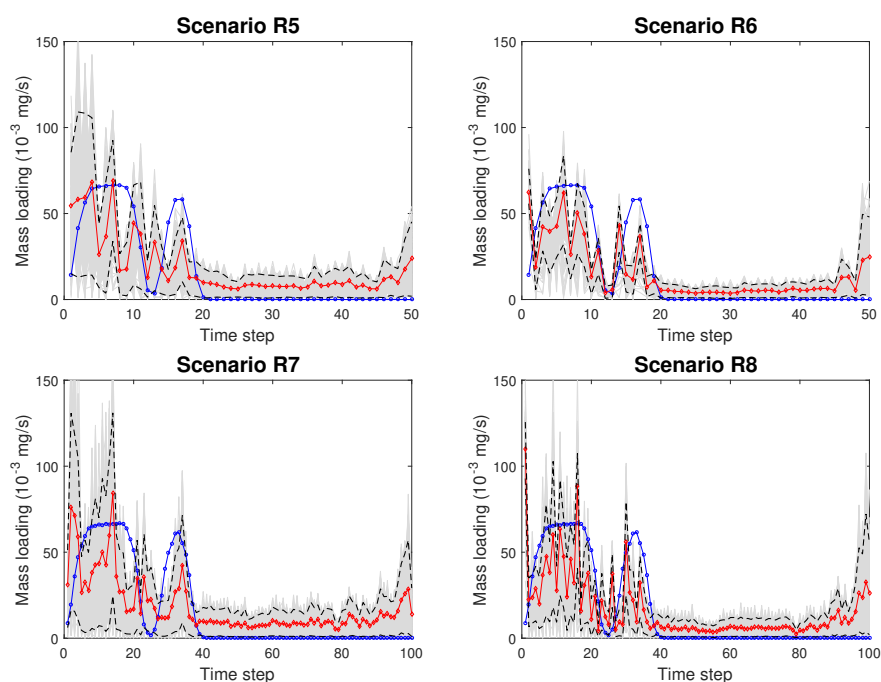 Scenario R5
Mass loading (10⁻³ mg/s)
150
100
50
0
0 10 20 30 40 50
Time step
Scenario R6
Mass loading (10⁻³ mg/s)
150
100
50
0
0 20 40 60 80 100
Time step
Scenario R7
Mass loading (10⁻³ mg/s)
150
100
50
0
0 20 40 60 80 100
Time step
Scenario R8
Mass loading (10⁻³ mg/s)
150
100
50
0
0 20 40 60 80 100
Time step